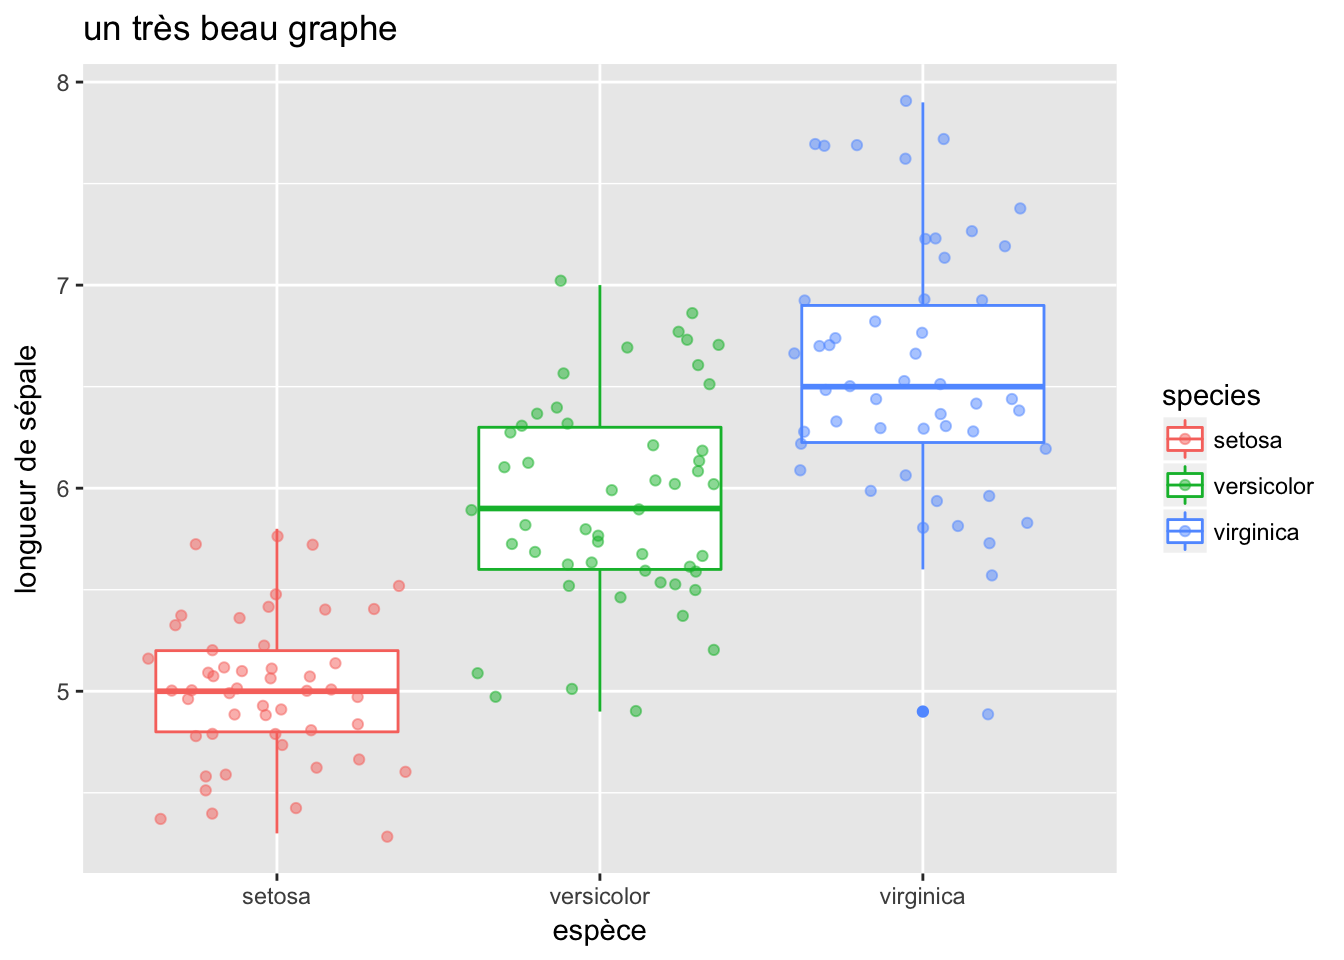 un très beau graphe
8
7
6
5
longueur de sépale
setosa
versicolor
virginica
espèce
species
setosa
versicolor
virginica